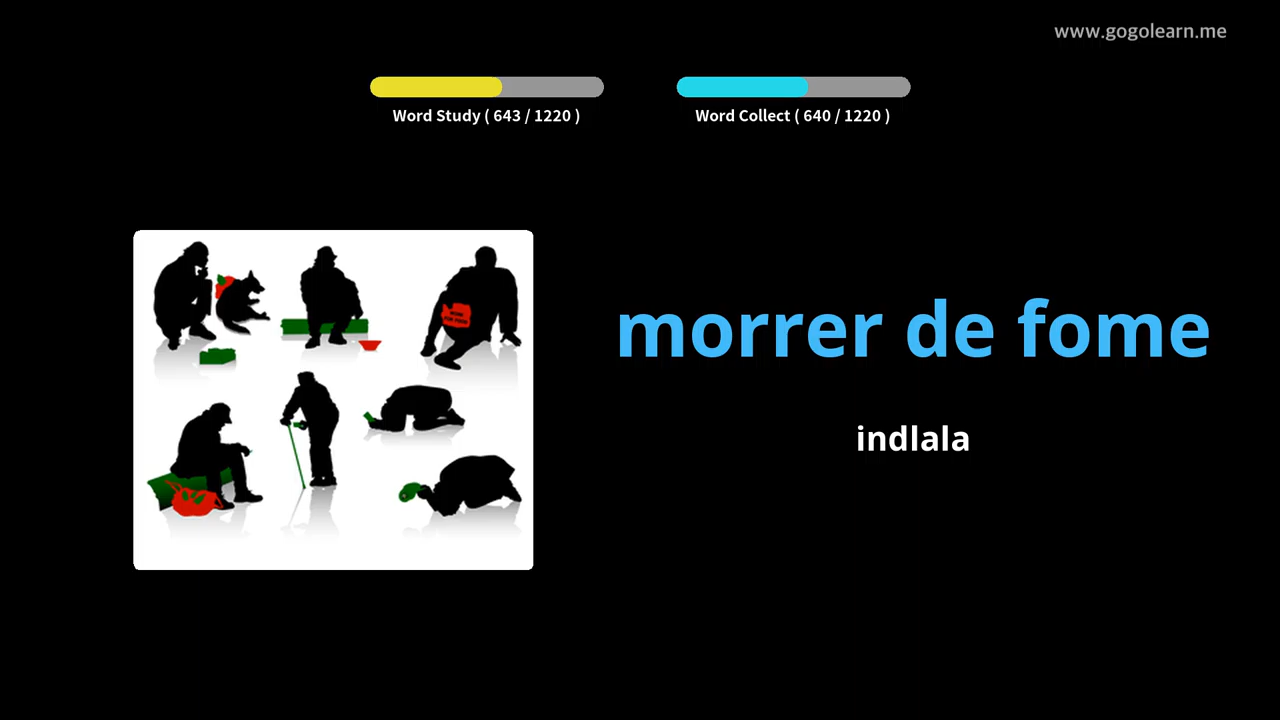 www.gogolearn.me
Word Study ( 643 / 1220 )
Word Collect ( 640 / 1220 )
morrer de fome
indlala